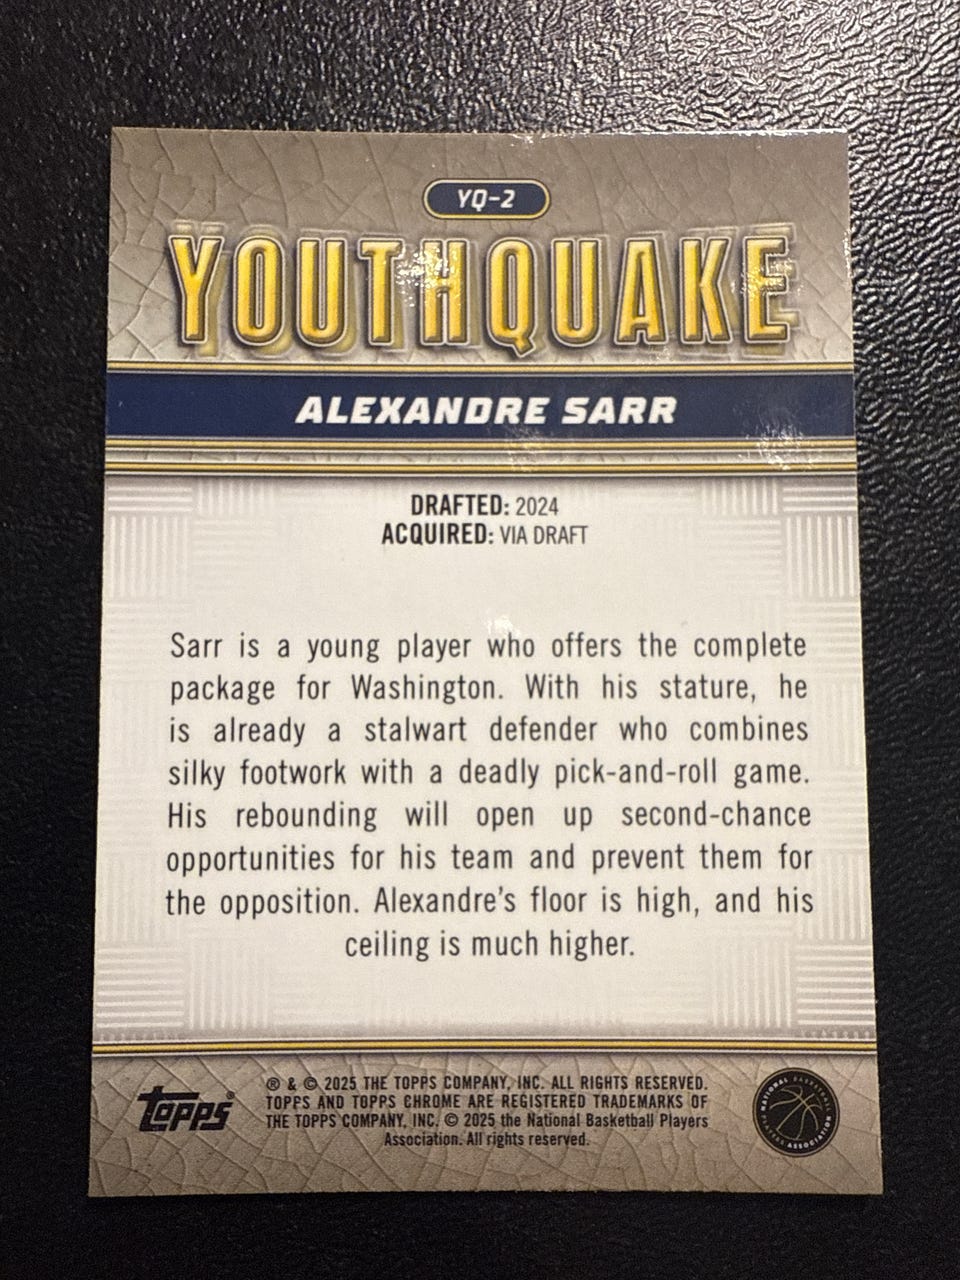 YQ-2
YOUTHQUAKE
ALEXANDRE SARR
DRAFTED: 2024
ACQUIRED: VIA DRAFT
Sarr is a young player who offers the complete
package for Washington. With his stature, he
is already a stalwart defender who combines
silky footwork with a deadly pick-and-roll game.
His rebounding will open up second-chance
opportunities for his team and prevent them for
the opposition. Alexandre's floor is high, and his
ceiling is much higher.
topps®
® & © 2025 THE TOPPS COMPANY, INC. ALL RIGHTS RESERVED.
TOPPS AND TOPPS CHROME ARE REGISTERED TRADEMARKS OF
THE TOPPS COMPANY, INC. © 2025 the National Basketball Players
Association. All rights reserved.
NATIONAL BASKETBALL
PLAYERS ASSOCIATION